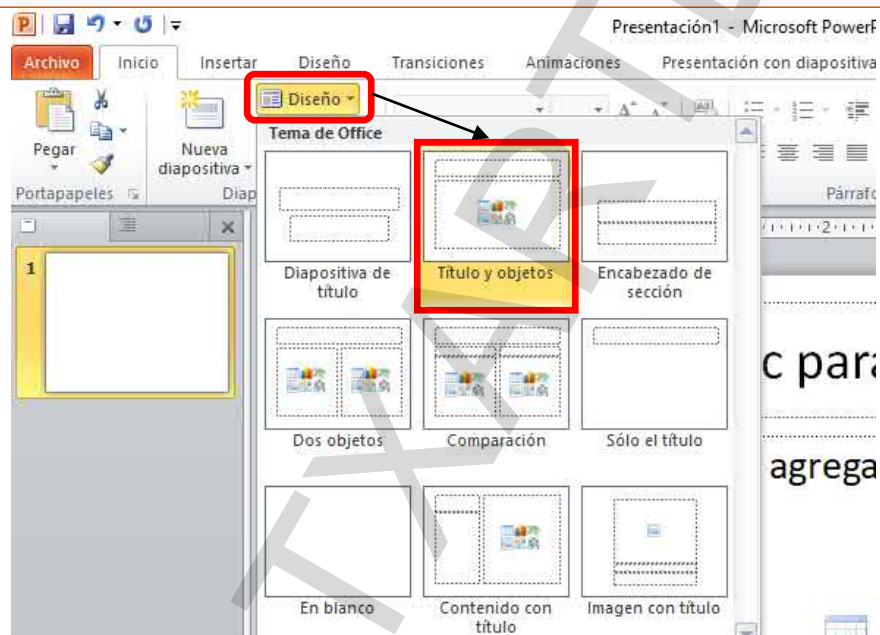 Presentación1 - Microsoft PowerP
Archivo Inicio Insertar Diseño Transiciones Animaciones Presentación con diapositiva
Diseño
Pegar
Nueva
diapositiva
Portapapeles Diap Párrafo
Tema de Office
1
2
Diapositiva de
título
Título y objetos
Encabezado de
sección
c para
Dos objetos Comparación Sólo el título
agrega
En blanco
Contenido con
título
Imagen con título
TXAR